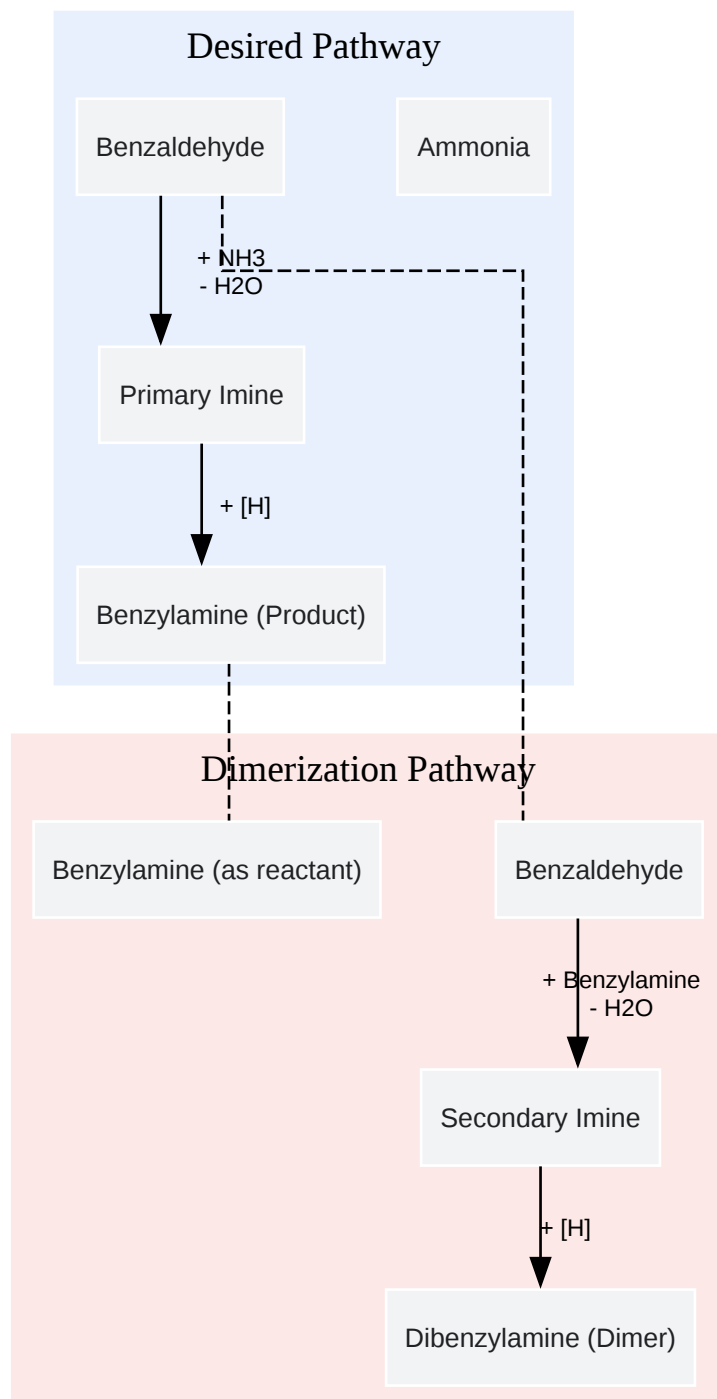 Desired Pathway
Benzaldehyde
Ammonia
+ NH3
- H2O
Primary Imine
+ [H]
Benzylamine (Product)
Dimerization Pathway
Benzylamine (as reactant)
Benzaldehyde
+ Benzylamine
- H2O
Secondary Imine
+ [H]
Dibenzylamine (Dimer)